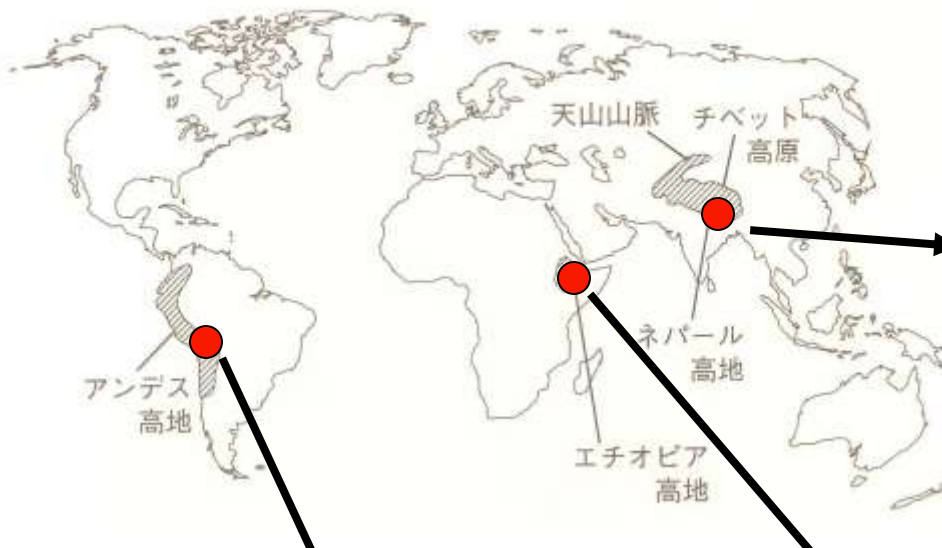 天山山脈
チベット
高原
ネパール
高地
アンデス
高地
エチオピア
高地